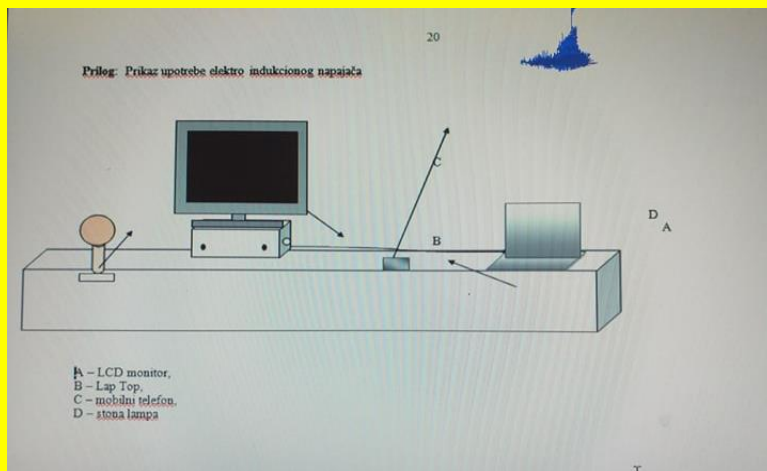 20
Prilog: Prikaz upotrebe elektro indukcionog napajača
C
C
B
D
A
A – LCD monitor,
B – Lap Top,
C – mobilni telefon,
D – stona lampa